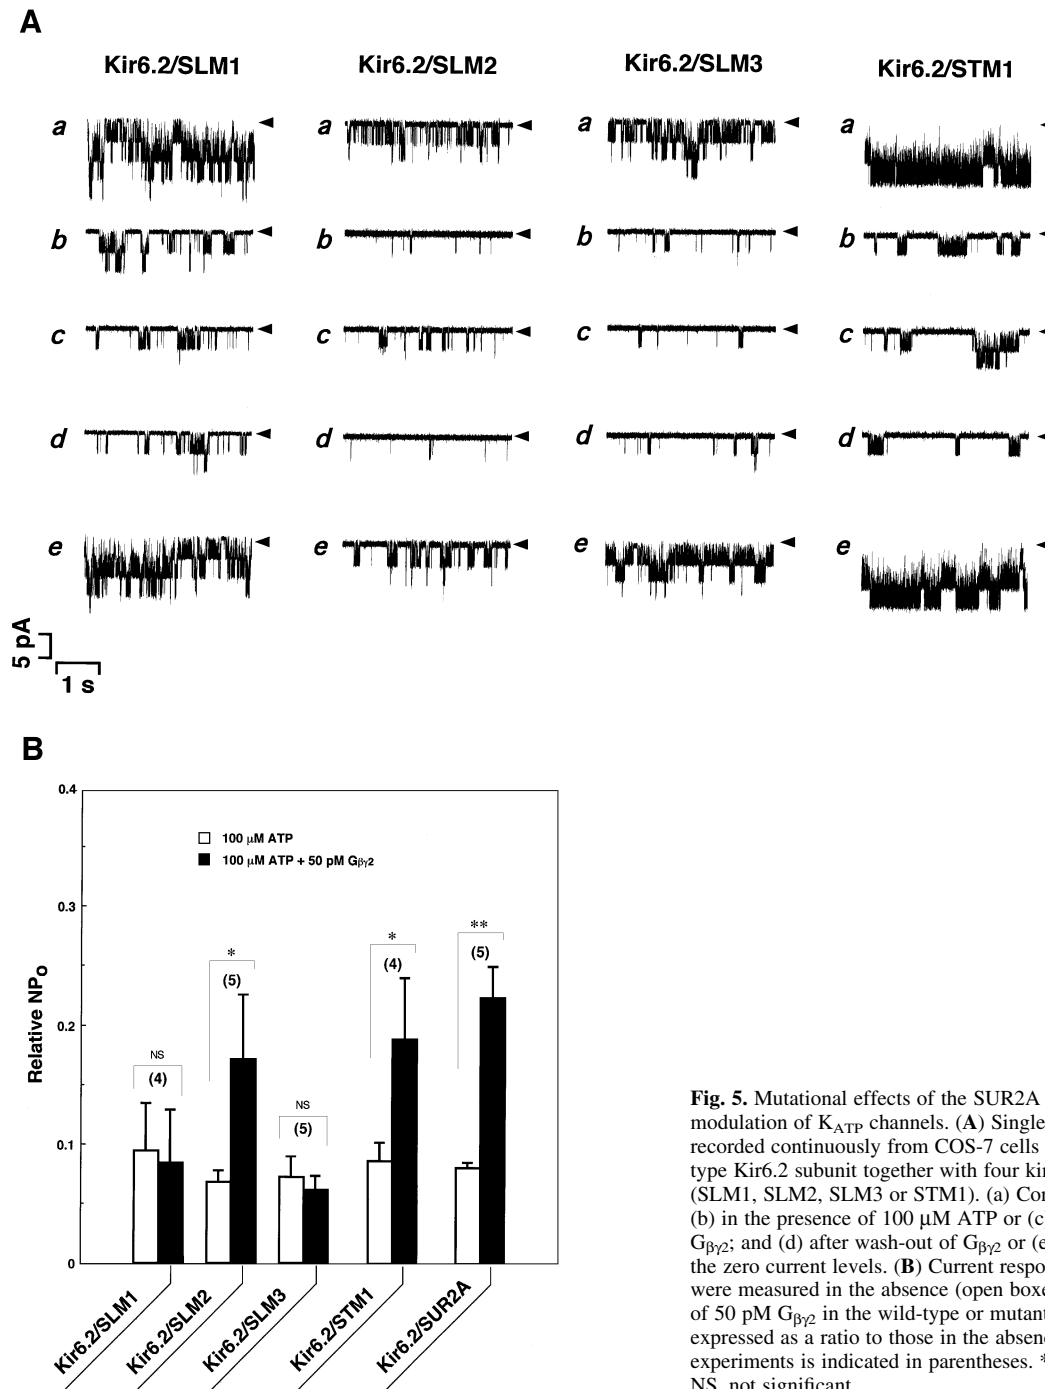 A
Kir6.2/SLM1 Kir6.2/SLM2 Kir6.2/SLM3 Kir6.2/STM1
a a a a
b b b b
c c c c
d d d d
e e e e
5 pA
1 s
B
0.4
100 μM ATP
100 μM ATP + 50 pM Gβγ2
0.3
**
* *
(5)
(4)
(5)
0.2
Relative NPo
NS
(4)
NS
(5)
0.1
0
Kir6.2/SLM1
Kir6.2/SLM2
Kir6.2/SLM3
Kir6.2/STM1
Kir6.2/SUR2A
Fig. 5. Mutational effects of the SUR2A
modulation of KATP channels. (A) Single
recorded continuously from COS-7 cells
type Kir6.2 subunit together with four kin
(SLM1, SLM2, SLM3 or STM1). (a) Con
(b) in the presence of 100 μM ATP or (c)
Gβγ2; and (d) after wash-out of Gβγ2 or (e
the zero current levels. (B) Current respo
were measured in the absence (open boxe
of 50 pM Gβγ2 in the wild-type or mutant
expressed as a ratio to those in the absenc
experiments is indicated in parentheses. *
NS, not significant